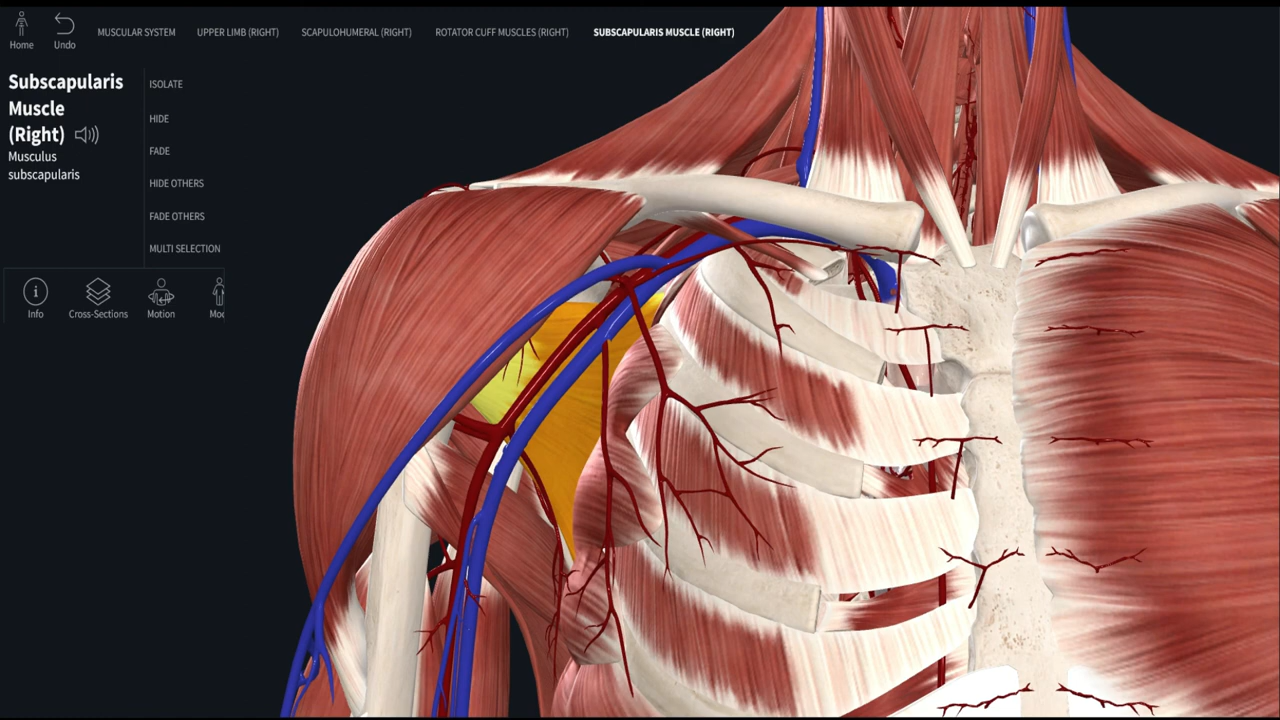 Home
Undo
MUSCULAR SYSTEM
UPPER LIMB (RIGHT)
SCAPULOHUMERAL (RIGHT)
ROTATOR CUFF MUSCLES (RIGHT)
SUBSCAPULARIS MUSCLE (RIGHT)
Subscapularis
Muscle
(Right)
Musculus
subscapularis
ISOLATE
HIDE
FADE
HIDE OTHERS
FADE OTHERS
MULTI SELECTION
Info
Cross-Sections
Motion
Moc